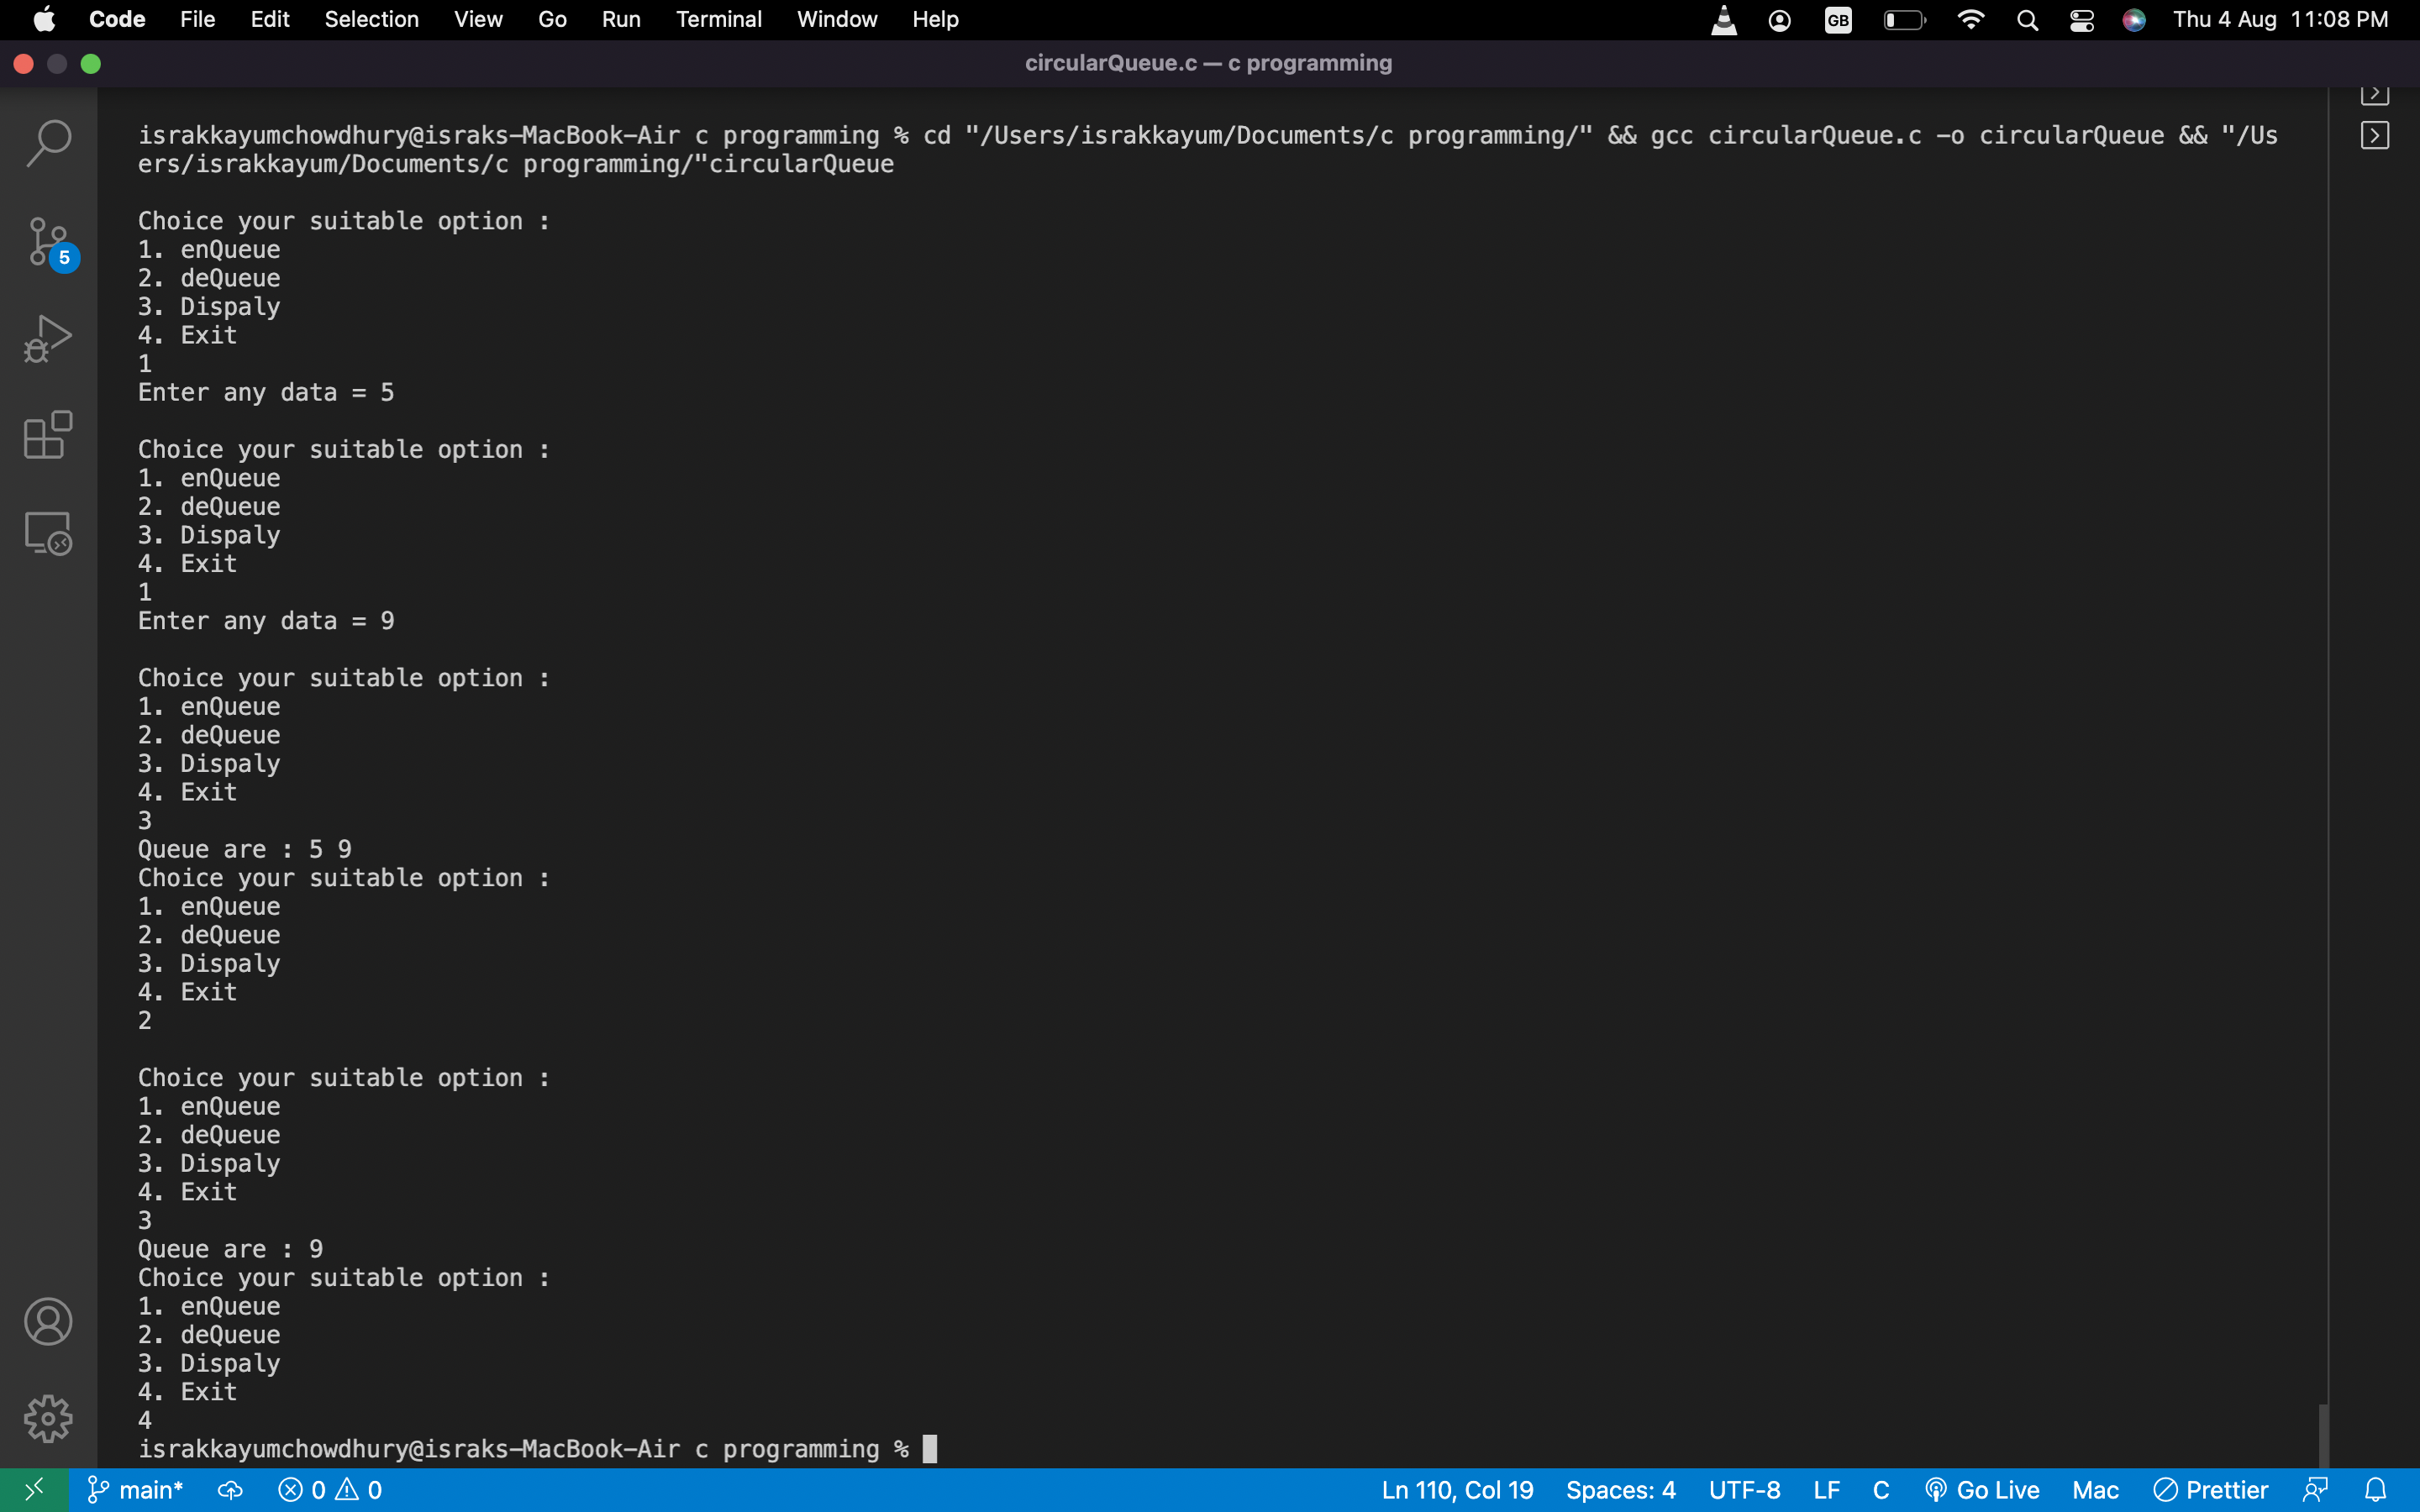 Code File Edit Selection View Go Run Terminal Window Help GB Thu 4 Aug 11:08 PM
circularQueue.c — c programming
israkkayumchowdhury@israks-MacBook-Air c programming % cd "/Users/israkkayum/Documents/c programming/" && gcc circularQueue.c -o circularQueue && "/Us
ers/israkkayum/Documents/c programming/"circularQueue
Choice your suitable option :
1. enQueue
2. deQueue
3. Dispaly
4. Exit
1
Enter any data = 5
Choice your suitable option :
1. enQueue
2. deQueue
3. Dispaly
4. Exit
1
Enter any data = 9
Choice your suitable option :
1. enQueue
2. deQueue
3. Dispaly
4. Exit
3
Queue are : 5 9
Choice your suitable option :
1. enQueue
2. deQueue
3. Dispaly
4. Exit
2
Choice your suitable option :
1. enQueue
2. deQueue
3. Dispaly
4. Exit
3
Queue are : 9
Choice your suitable option :
1. enQueue
2. deQueue
3. Dispaly
4. Exit
4
israkkayumchowdhury@israks-MacBook-Air c programming %
5
main* 0 0 Ln 110, Col 19 Spaces: 4 UTF-8 LF C Go Live Mac Prettier